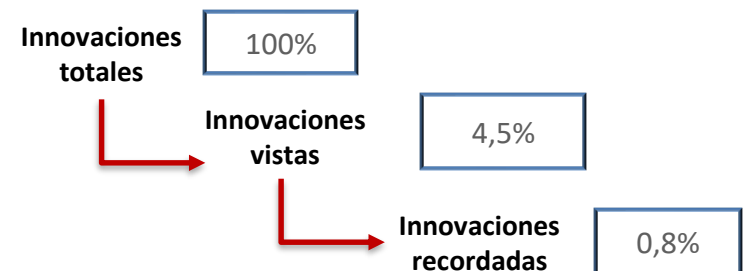 Innovaciones
totales
100%
Innovaciones
vistas
4,5%
Innovaciones
recordadas
0,8%